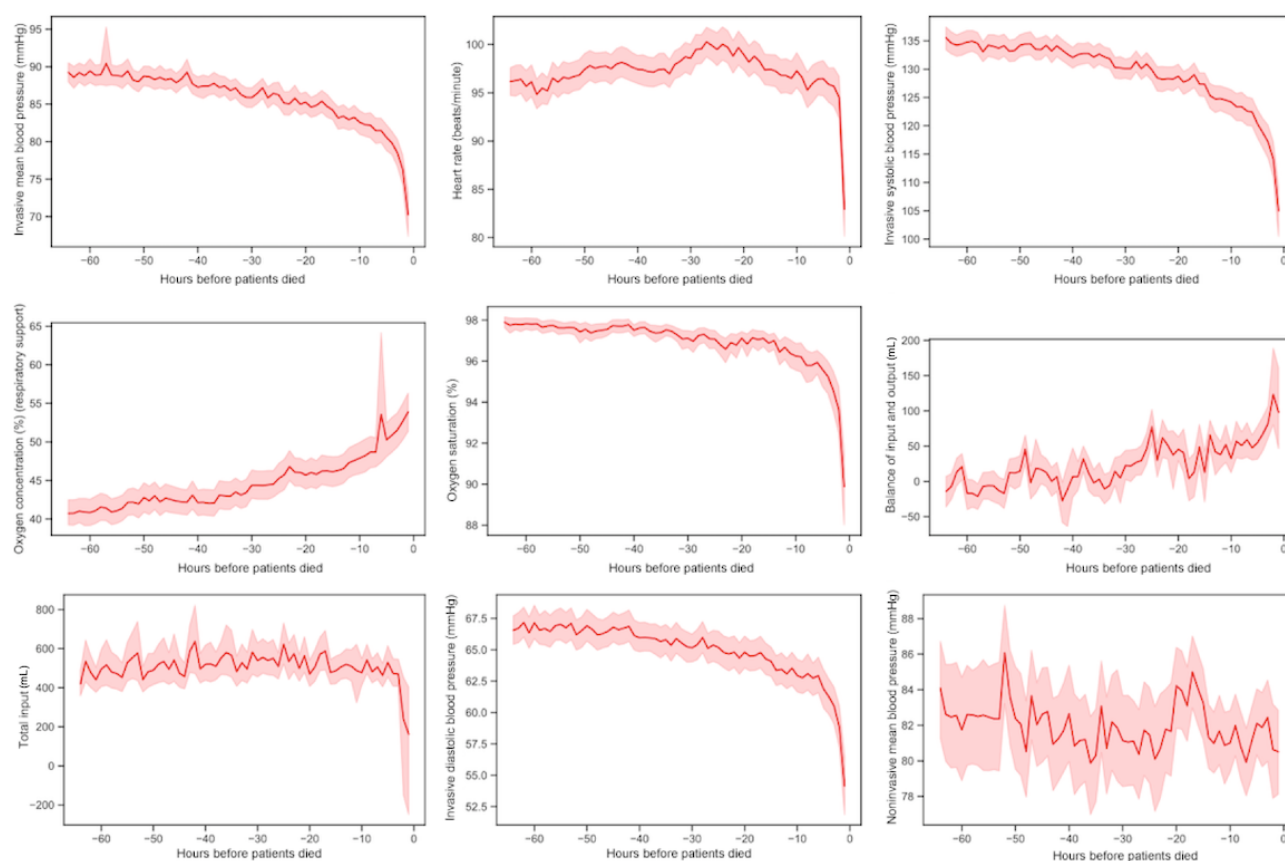 Invasive mean blood pressure (mmHg)
95
90
85
80
75
70
−60 −50 −40 −30 −20 −10 0
Hours before patients died
Heart rate (beats/minute)
100
95
90
85
80
−60 −50 −40 −30 −20 −10 0
Hours before patients died
Invasive systolic blood pressure (mmHg)
135
130
125
120
115
110
105
100
−60 −50 −40 −30 −20 −10 0
Hours before patients died
Oxygen concentration (%) (respiratory support)
65
60
55
50
45
40
−60 −50 −40 −30 −20 −10 0
Hours before patients died
Oxygen saturation (%)
98
96
94
92
90
88
−60 −50 −40 −30 −20 −10 0
Hours before patients died
Balance of input and output (mL)
200
150
100
50
0
−50
−60 −50 −40 −30 −20 −10 0
Hours before patients died
Total input (mL)
800
600
400
200
0
−200
−60 −50 −40 −30 −20 −10 0
Hours before patients died
Invasive diastolic blood pressure (mmHg)
67.5
65.0
62.5
60.0
57.5
55.0
52.5
−60 −50 −40 −30 −20 −10 0
Hours before patients died
Noninvasive mean blood pressure (mmHg)
88
86
84
82
80
78
−60 −50 −40 −30 −20 −10 0
Hours before patients died